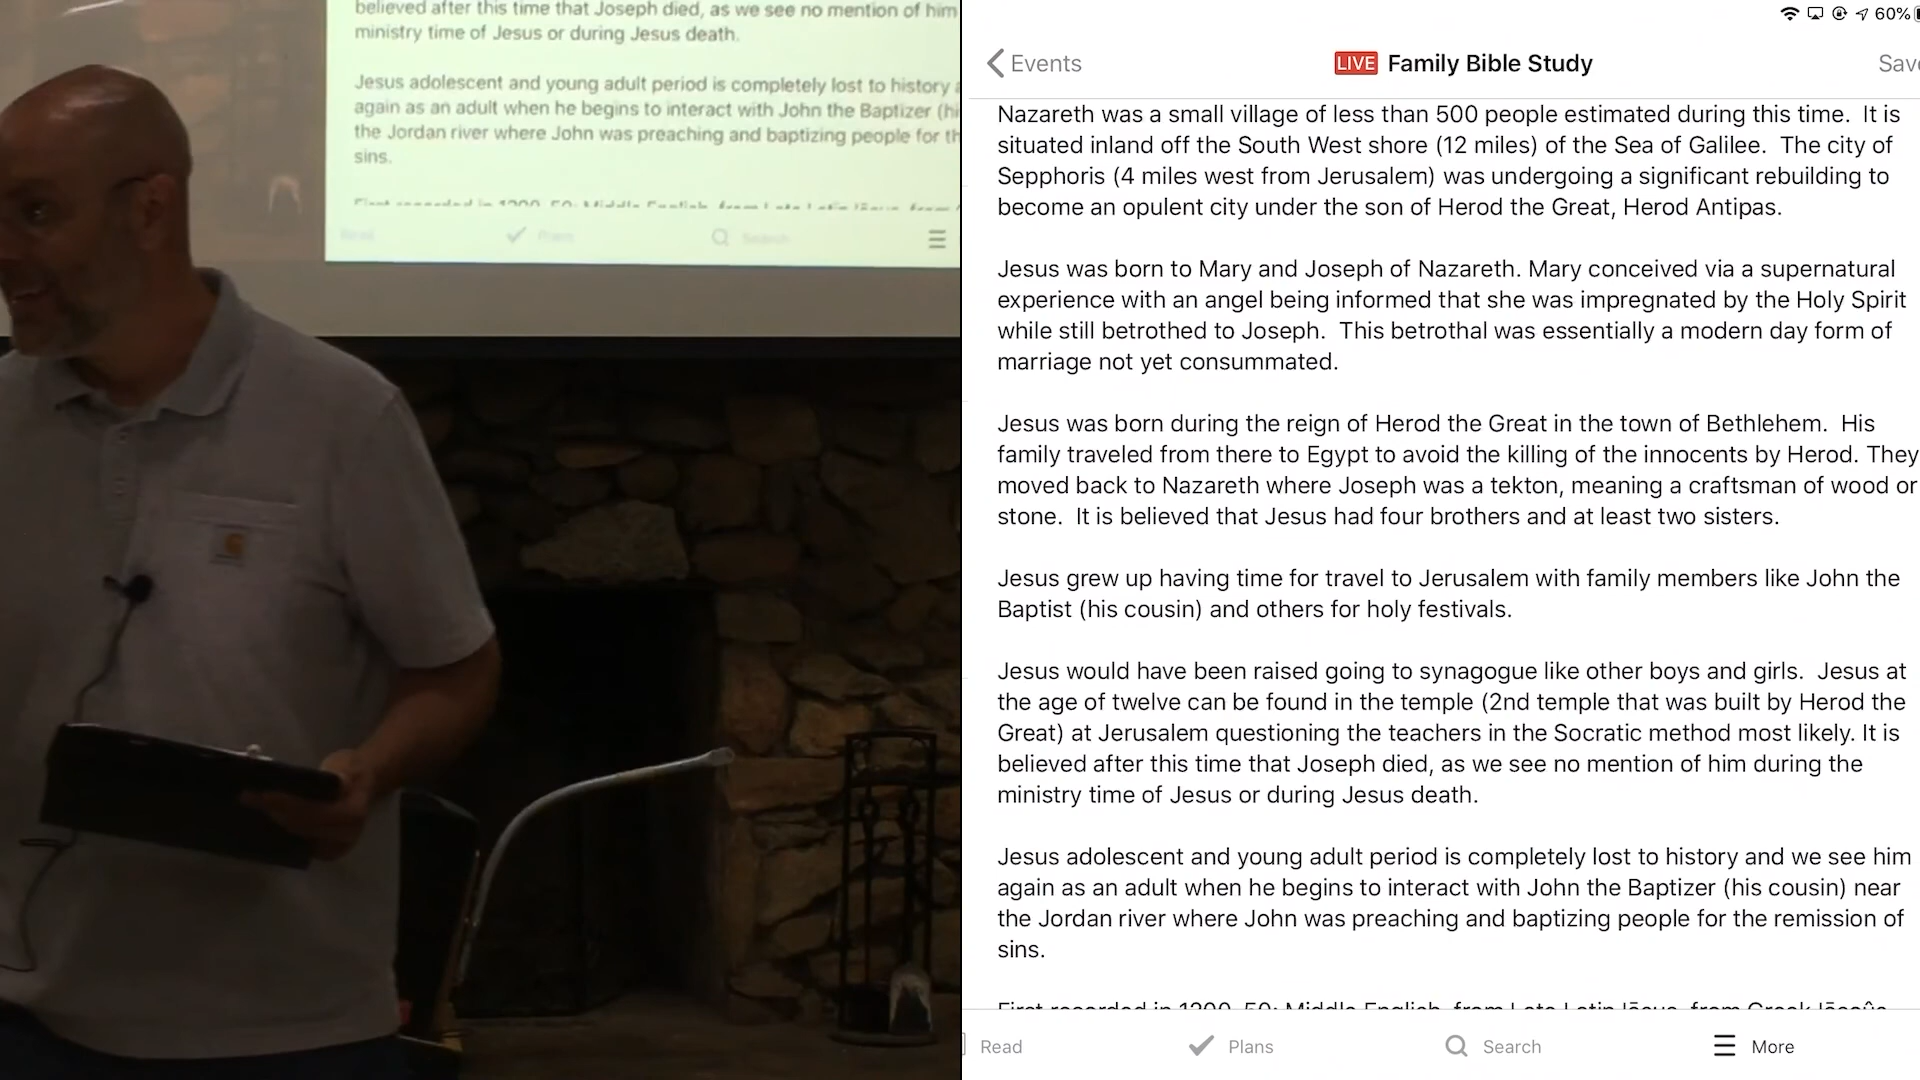 believed after this time that Joseph died, as we see no mention of him
ministry time of Jesus or during Jesus death.
Jesus adolescent and young adult period is completely lost to history
again as an adult when he begins to interact with John the Baptizer (hi
the Jordan river where John was preaching and baptizing people for th
sins.
Read
Plans
Search
60%
Events
LIVE Family Bible Study
Save
Nazareth was a small village of less than 500 people estimated during this time. It is
situated inland off the South West shore (12 miles) of the Sea of Galilee. The city of
Sepphoris (4 miles west from Jerusalem) was undergoing a significant rebuilding to
become an opulent city under the son of Herod the Great, Herod Antipas.
Jesus was born to Mary and Joseph of Nazareth. Mary conceived via a supernatural
experience with an angel being informed that she was impregnated by the Holy Spirit
while still betrothed to Joseph. This betrothal was essentially a modern day form of
marriage not yet consummated.
Jesus was born during the reign of Herod the Great in the town of Bethlehem. His
family traveled from there to Egypt to avoid the killing of the innocents by Herod. They
moved back to Nazareth where Joseph was a tekton, meaning a craftsman of wood or
stone. It is believed that Jesus had four brothers and at least two sisters.
Jesus grew up having time for travel to Jerusalem with family members like John the
Baptist (his cousin) and others for holy festivals.
Jesus would have been raised going to synagogue like other boys and girls. Jesus at
the age of twelve can be found in the temple (2nd temple that was built by Herod the
Great) at Jerusalem questioning the teachers in the Socratic method most likely. It is
believed after this time that Joseph died, as we see no mention of him during the
ministry time of Jesus or during Jesus death.
Jesus adolescent and young adult period is completely lost to history and we see him
again as an adult when he begins to interact with John the Baptizer (his cousin) near
the Jordan river where John was preaching and baptizing people for the remission of
sins.
First recorded in 1200–50; Middle English, from Late Latin Iēsus, from Greek Iēsoûs
Read
Plans
Search
More